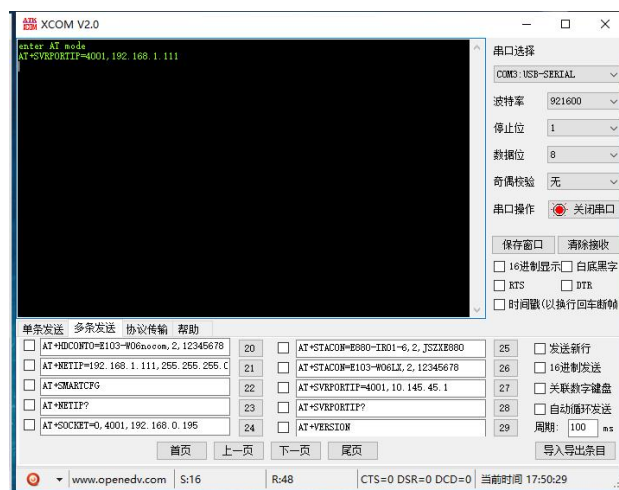 XCOM V2.0
enter AT mode
AT+SVRPORTIP=4001,192.168.1.111
串口选择
COM3:USB-SERIAL
波特率 921600
停止位 1
数据位 8
奇偶校验 无
串口操作 关闭串口
保存窗口 清除接收
16进制显示 白底黑字
RTS DTR
时间戳(以换行回车断帧)
单条发送 多条发送 协议传输 帮助
AT+HDCONTO=E103-W06nocom,2,12345678 20 AT+STACON=E880-IR01-6,2,JSZXE880 25 发送新行
AT+NETIP=192.168.1.111,255.255.255.0 21 AT+STACON=E103-W06LX,2,12345678 26 16进制发送
AT+SMARTCFG 22 AT+SVRPORTIP=4001,10.145.45.1 27 关联数字键盘
AT+NETIP? 23 AT+SVRPORTIP? 28 自动循环发送
AT+SOCKET=0,4001,192.168.0.195 24 AT+VERSION 29 周期: 100 ms
首页 上一页 下一页 尾页 导入导出条目
www.openedv.com S:16 R:48 CTS=0 DSR=0 DCD=0 当前时间 17:50:29